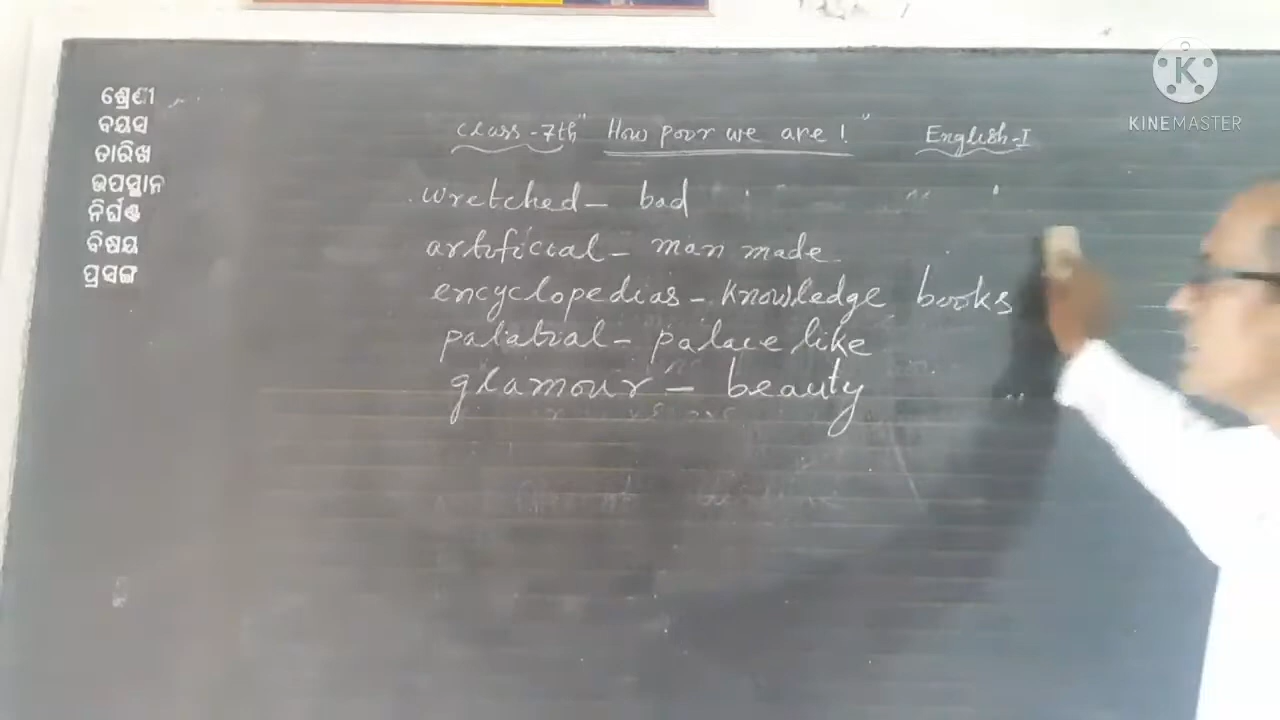 K
KINEMASTER
ଶ୍ରେଣୀ
ବୟସ
ତାରିଖ
ଉପସ୍ଥାନ
ନିର୍ଘଣ୍ଟ
ବିଷୟ
ପ୍ରସଙ୍ଗ
class-7th "How poor we are!" English-I
wretched - bad
artificial - man made
encyclopedias - knowledge books
palatial - palace like
glamour - beauty